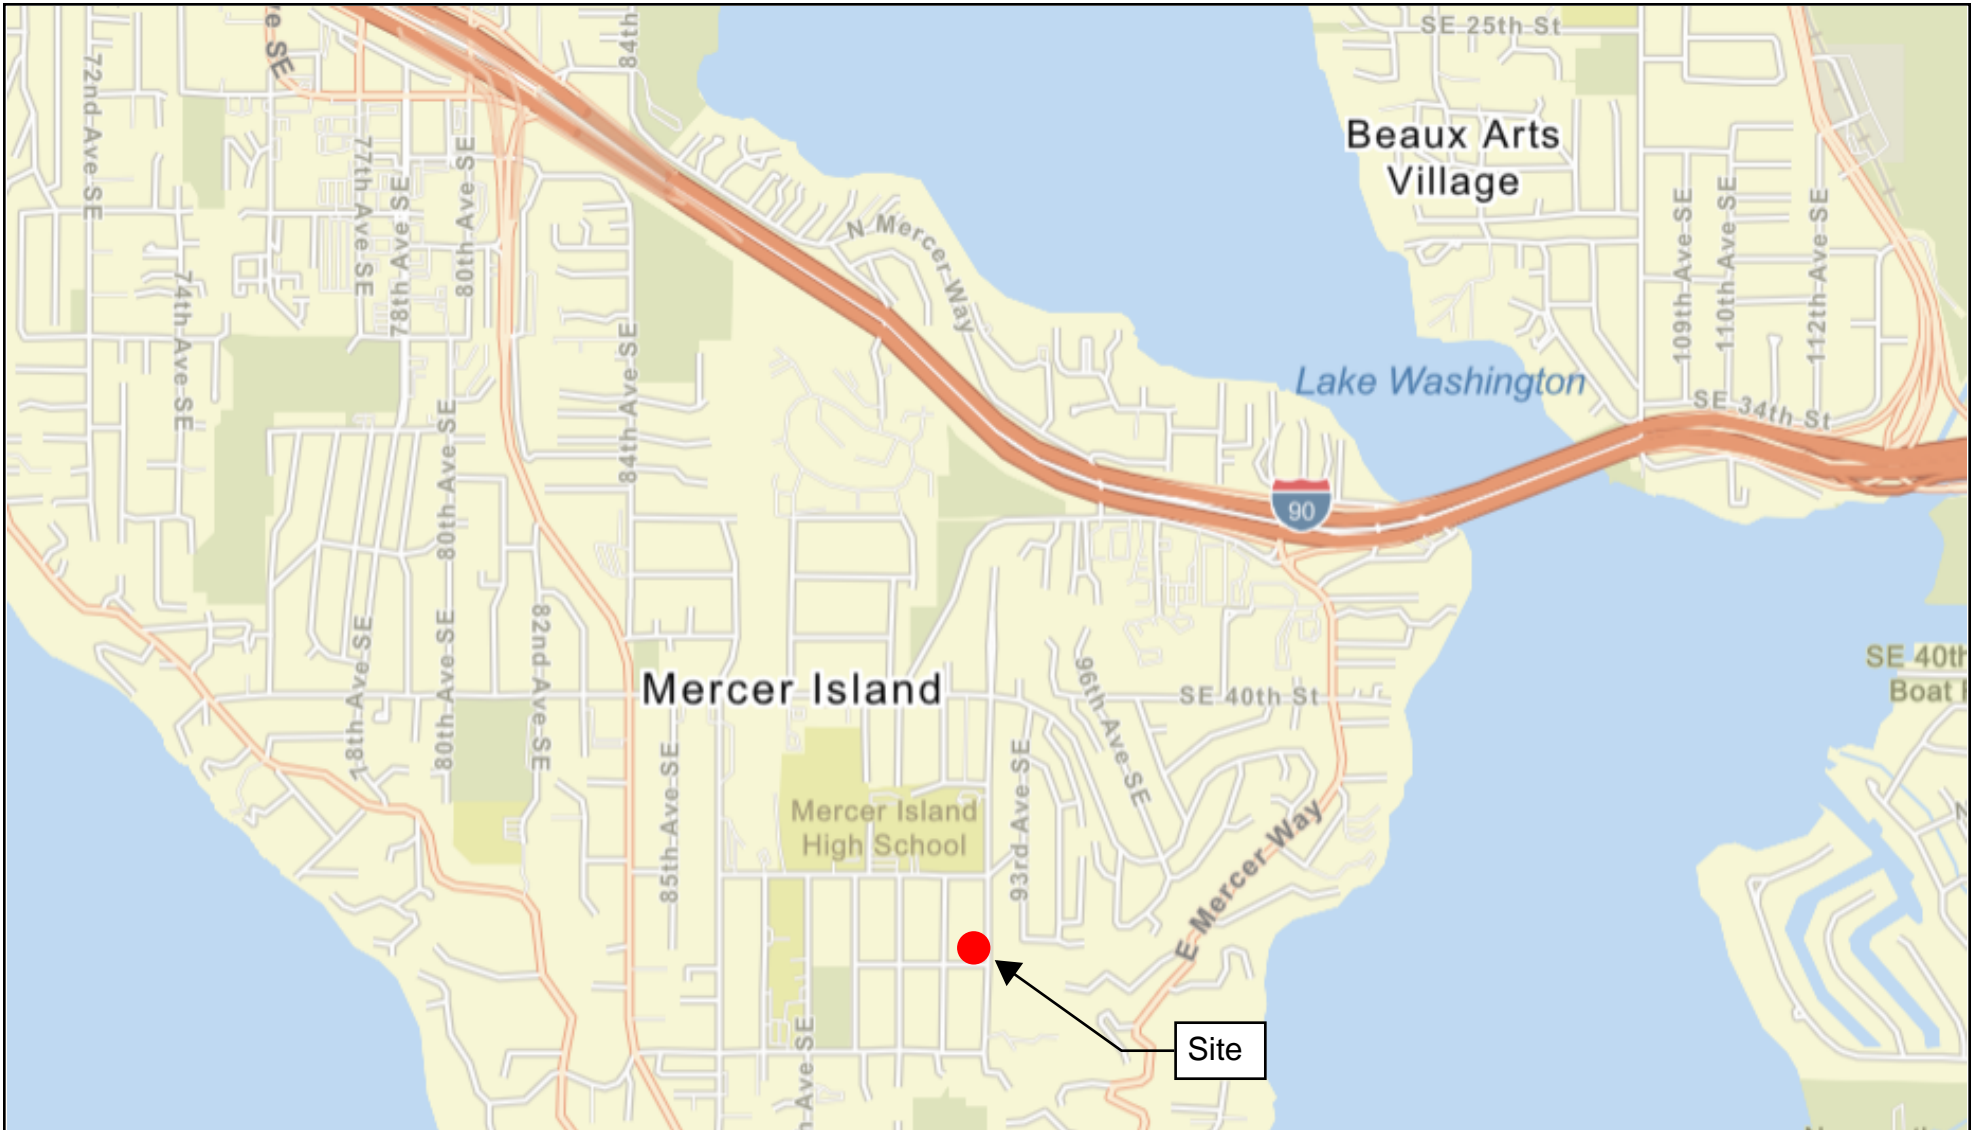 ve SE
84th
SE 25th St
72nd Ave SE
77th Ave SE
78th Ave SE
80th Ave SE
Beaux Arts
Village
N Mercer Way
109th Ave SE
110th Ave SE
112th Ave SE
74th Ave SE
84th Ave SE
Lake Washington
SE 34th St
80th Ave SE
90
78th Ave SE
80th Ave SE
82nd Ave SE
Mercer Island
96th Ave SE
SE 40th St
SE 40th
Boat
85th Ave SE
93rd Ave SE
Mercer Island
High School
E Mercer Way
Site
h Ave SE